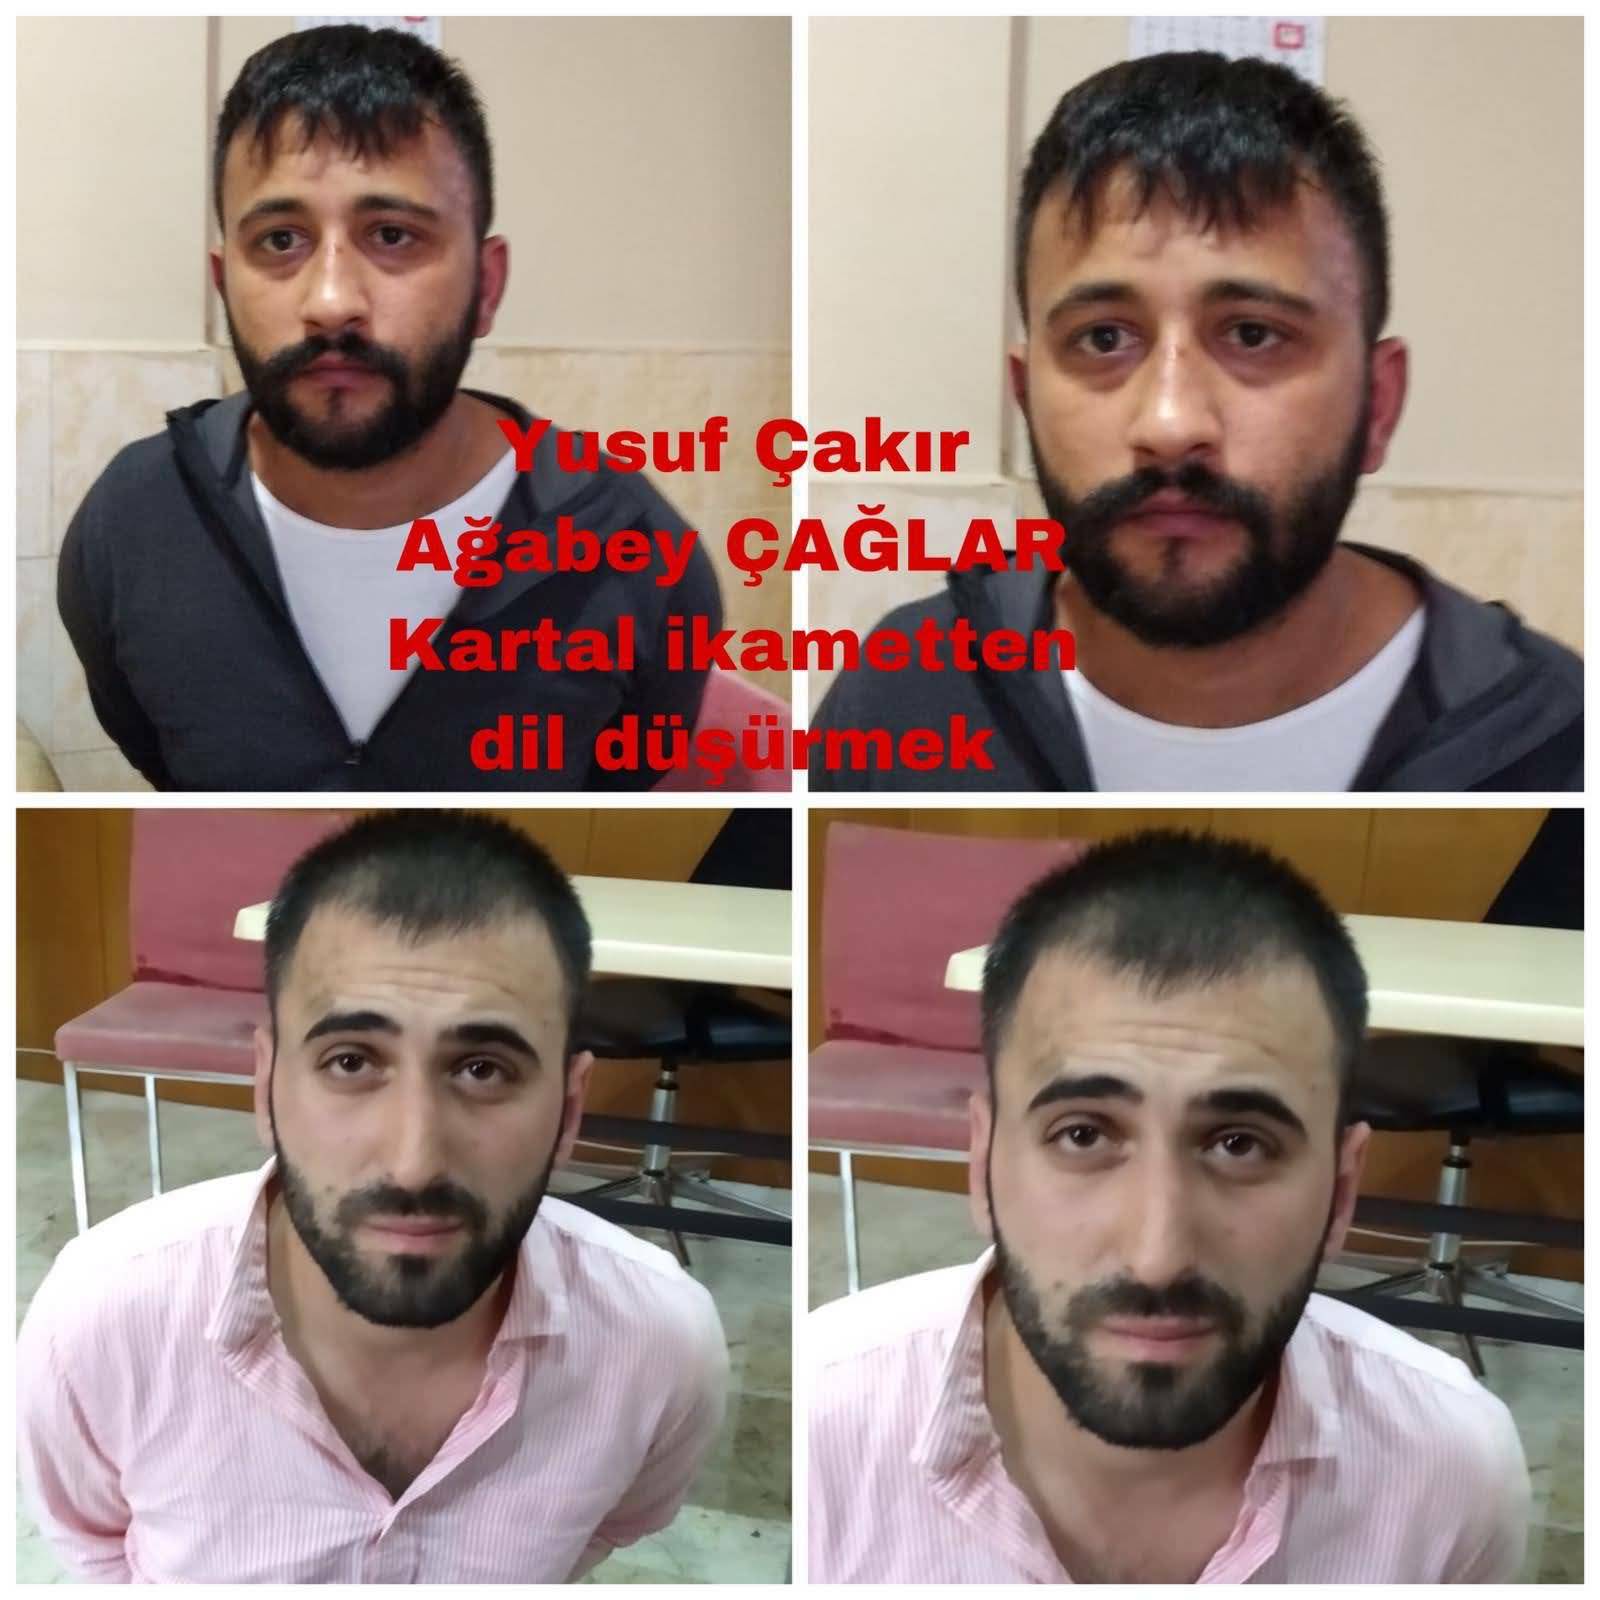 Yusuf Çakır
Ağabey ÇAĞLAR
Kartal ikametten
dil düşürmek